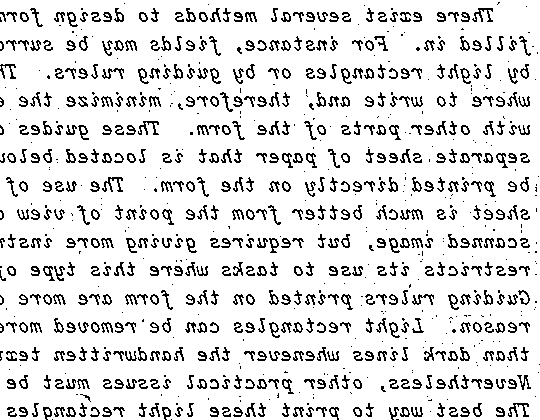 There exist several methods to design form
filled in. For instance, fields may be surro
by light rectangles or by guiding rulers. Th
where to write and, therefore, minimize the
with other parts of the form. These guides
separate sheet of paper that is located below
be printed directly on the form. The use of
sheet is much better from the point of view
scanned image, but requires giving more instr
restricts its use to tasks where this type of
Guiding rulers printed on the form are more
reason. Light rectangles can be removed more
than dark lines whenever the handwritten tex
Nevertheless, other practical issues must be
The best way to print these light rectangles